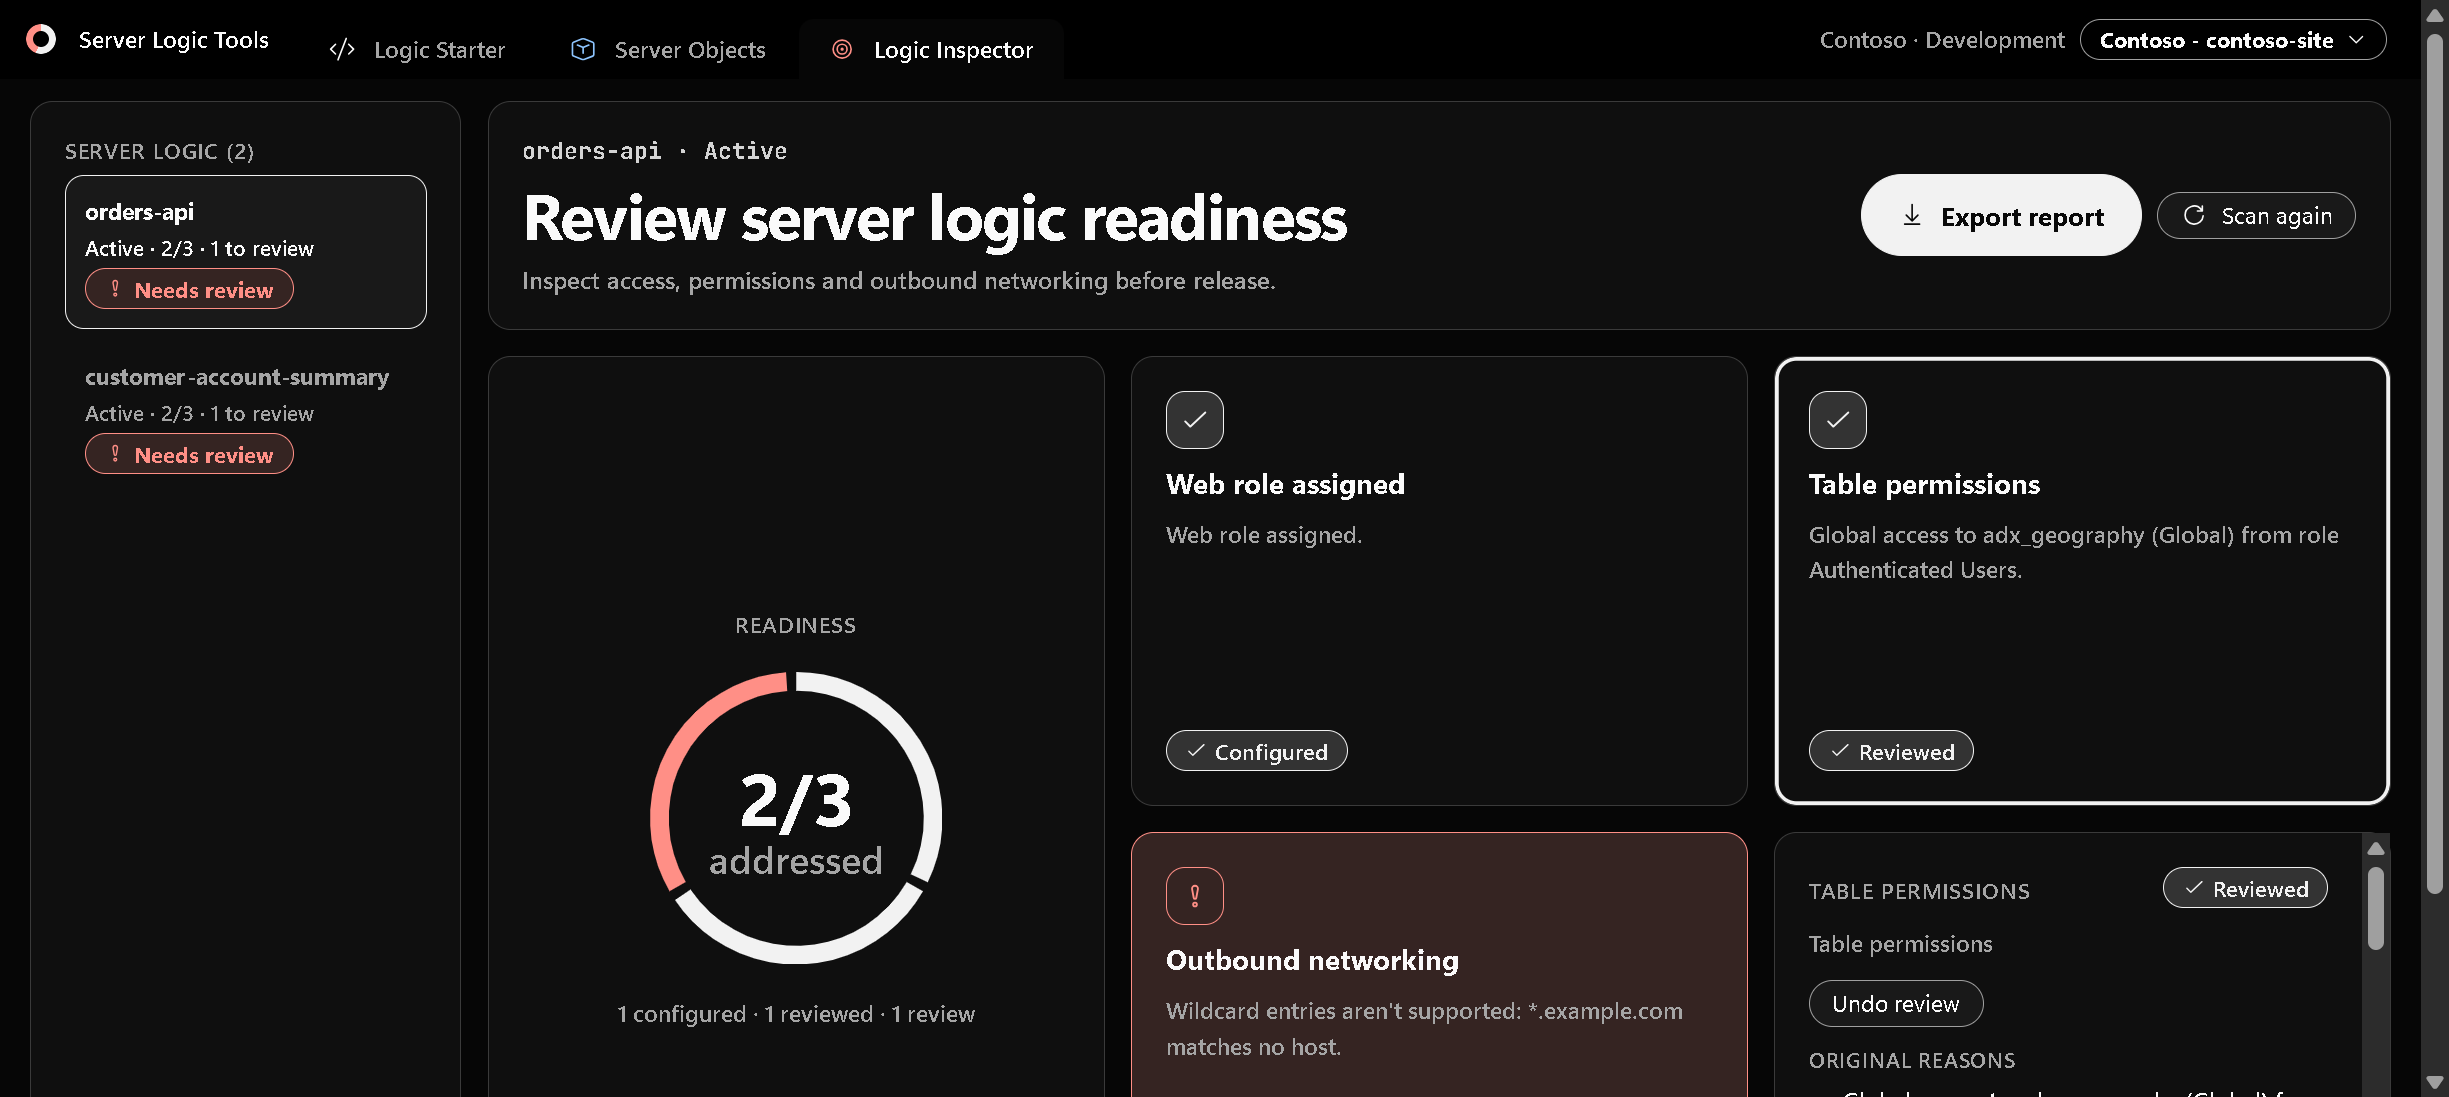 Server Logic Tools
Logic Starter
Server Objects
Logic Inspector
Contoso · Development
Contoso - contoso-site
SERVER LOGIC (2)
orders-api
Active · 2/3 · 1 to review
Needs review
customer-account-summary
Active · 2/3 · 1 to review
Needs review
orders-api · Active
Review server logic readiness
Inspect access, permissions and outbound networking before release.
Export report
Scan again
READINESS
2/3
addressed
1 configured · 1 reviewed · 1 review
Web role assigned
Web role assigned.
Configured
Table permissions
Global access to adx_geography (Global) from role
Authenticated Users.
Reviewed
Outbound networking
Wildcard entries aren't supported: *.example.com
matches no host.
TABLE PERMISSIONS
Reviewed
Table permissions
Undo review
ORIGINAL REASONS